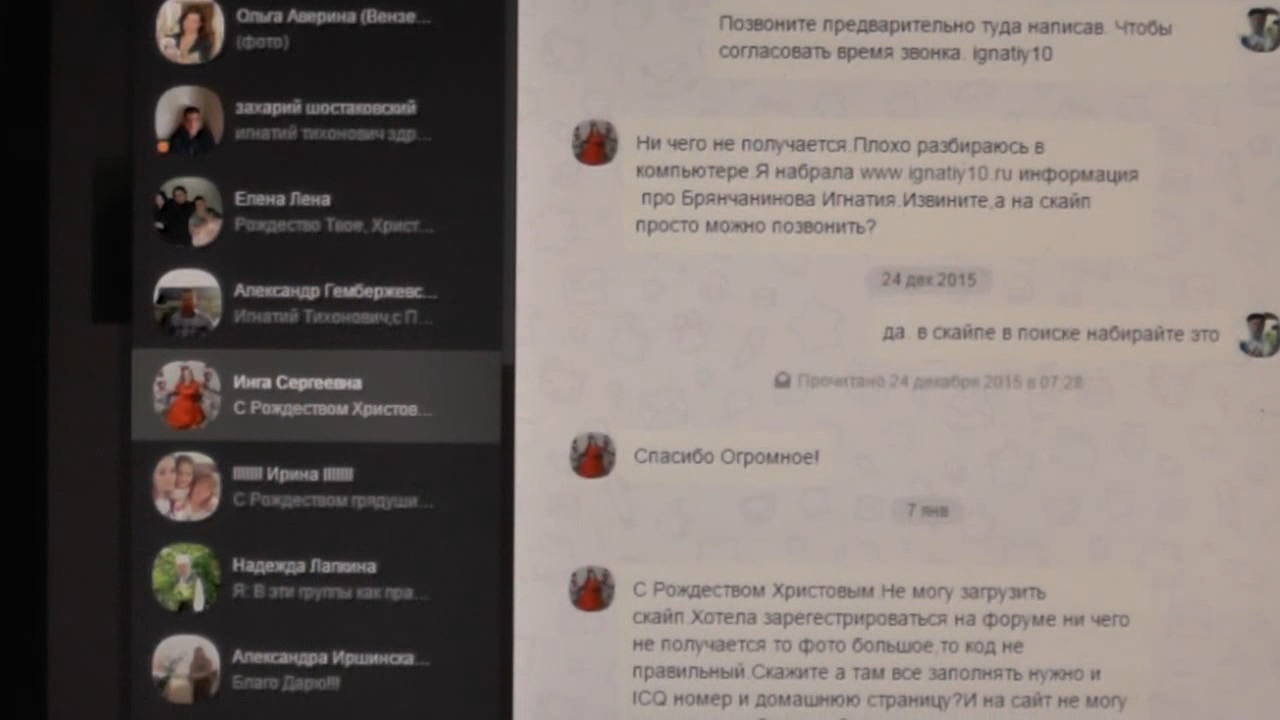 Ольга Аверина (Вензе...
(фото)
захарий шостаковский
игнатий тихонович здр...
Елена Лена
Рождество Твое, Христ...
Александр Гембержевс...
Игнатий Тихонович,с П...
Инга Сергеевна
С Рождеством Христов...
IIIIIII Ирина IIIIIII
С Рождеством грядущи...
Надежда Лапкина
Я: В эти группы как пра...
Александра Иршинска...
Благо Дарю!!!
Позвоните предварительно туда написав. Чтобы
согласовать время звонка. ignatiy10
Ни чего не получается.Плохо разбираюсь в
компьютере.Я набрала www.ignatiy10.ru информация
про Брянчанинова Игнатия.Извините,а на скайп
просто можно позвонить?
24 дек 2015
да. в скайпе в поиске набирайте это
Прочитано 24 декабря 2015 в 07:28
Спасибо Огромное!
7 янв
С Рождеством Христовым.Не могу загрузить
скайп.Хотела зарегестрироваться на форуме ни чего
не получается то фото большое,то код не
правильный.Скажите а там все заполнять нужно и
ICQ номер и домашнюю страницу?И на сайт не могу